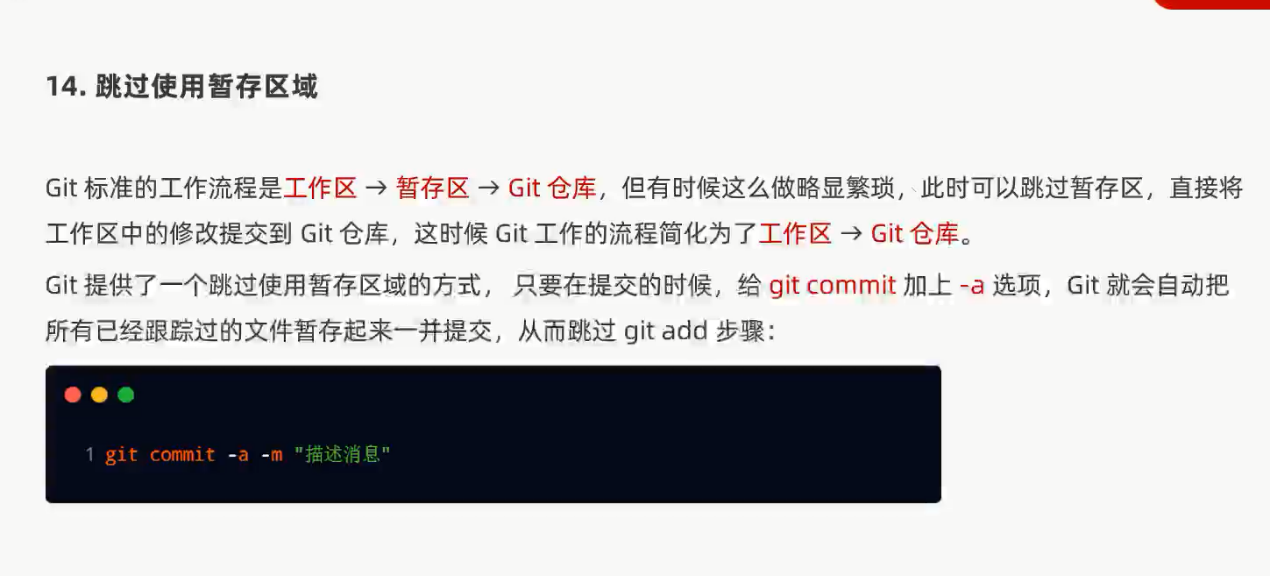 14. 跳过使用暂存区域
Git 标准的工作流程是工作区 → 暂存区 → Git 仓库，但有时候这么做略显繁琐，此时可以跳过暂存区，直接将
工作区中的修改提交到 Git 仓库，这时候 Git 工作的流程简化为了工作区 → Git 仓库。
Git 提供了一个跳过使用暂存区域的方式， 只要在提交的时候，给 git commit 加上 -a 选项，Git 就会自动把
所有已经跟踪过的文件暂存起来一并提交，从而跳过 git add 步骤：
1 git commit -a -m "描述消息"